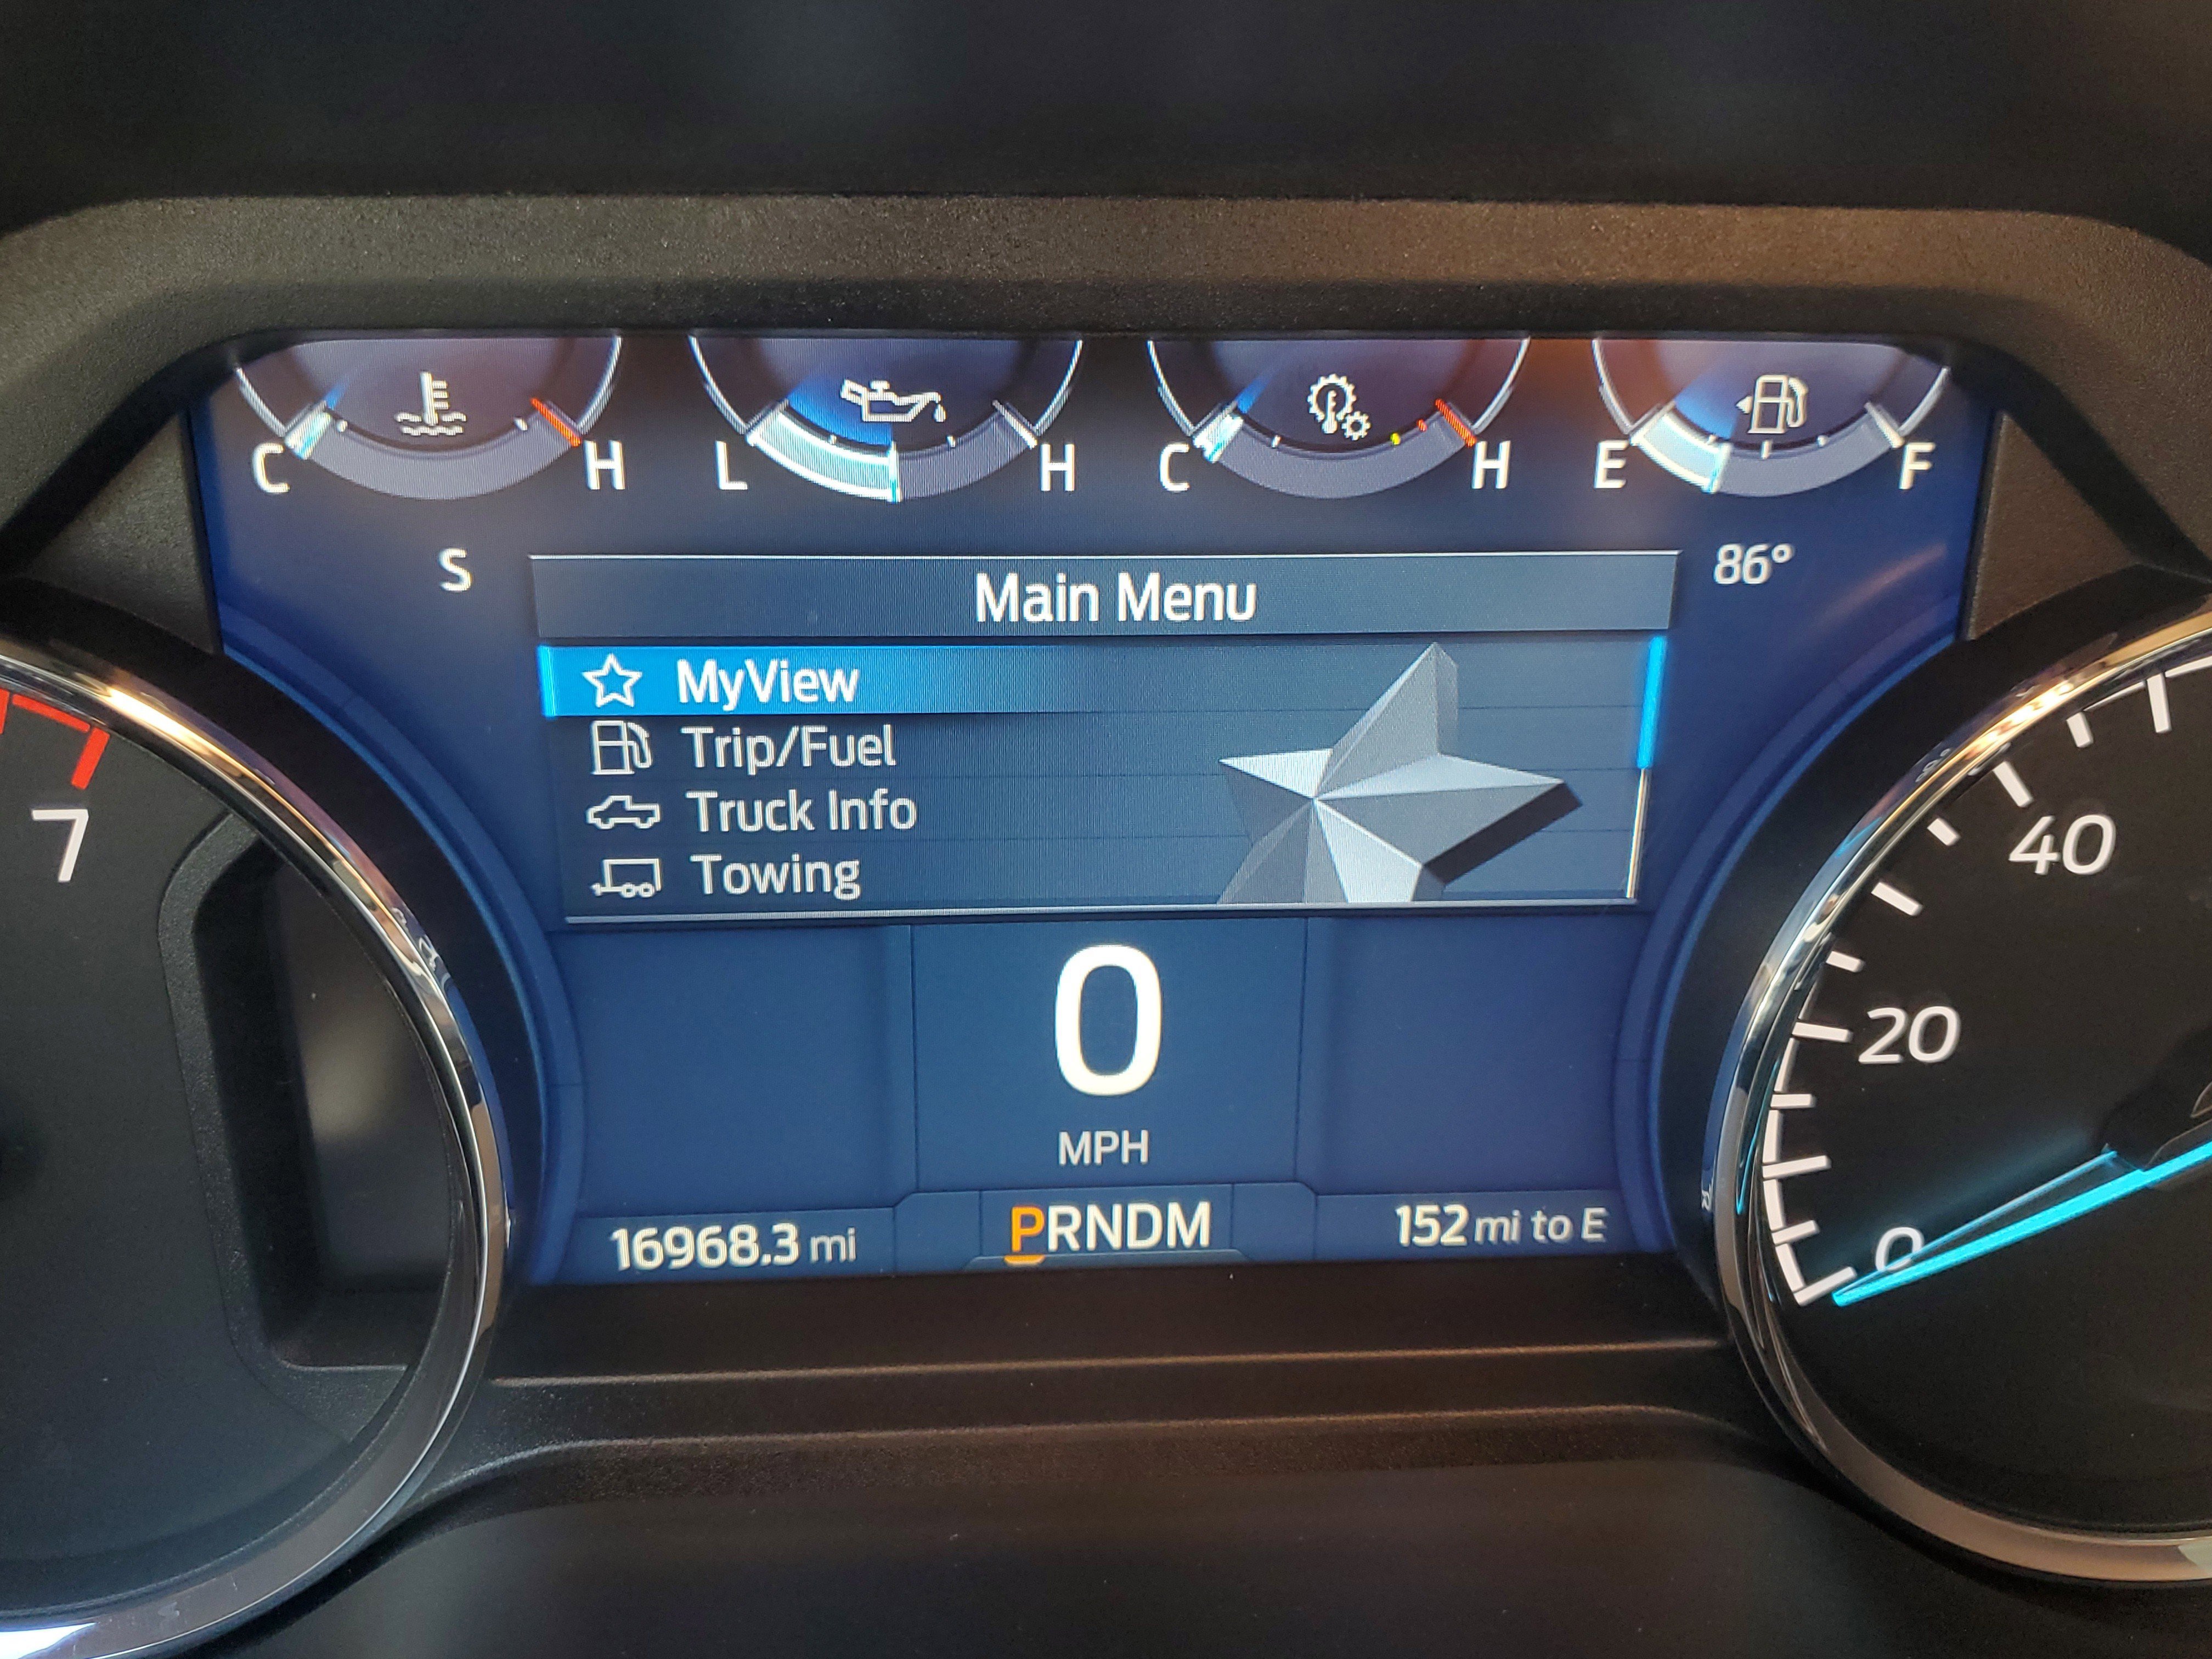 C H L H C H E F
S 86°
Main Menu
MyView
Trip/Fuel
Truck Info
Towing
7
40
20
0
0
MPH
16968.3 mi PRNDM 152 mi to E